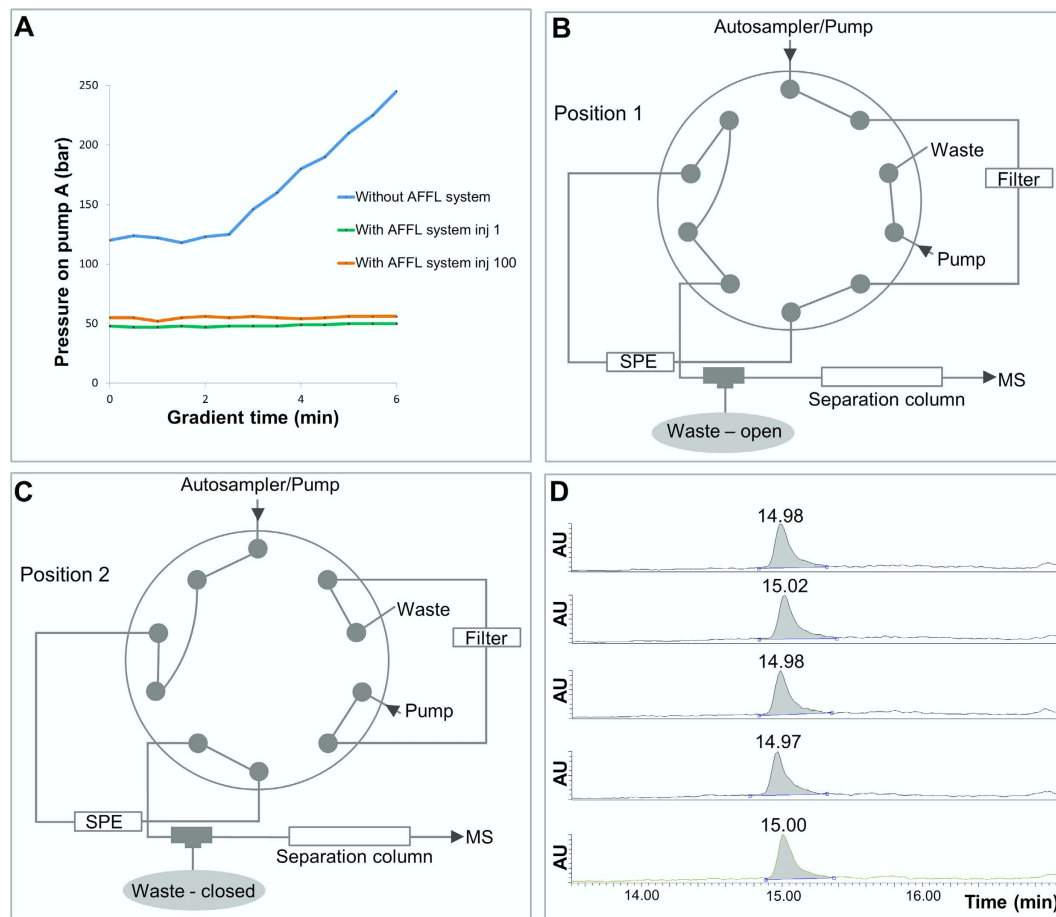 A
Pressure on pump A (bar)
250
200
150
100
50
0
0
2
4
6
Gradient time (min)
Without AFFL system
With AFFL system inj 1
With AFFL system inj 100
B
Autosampler/Pump
Position 1
Waste
Filter
Pump
SPE
MS
Separation column
Waste – open
C
Autosampler/Pump
Position 2
Waste
Filter
Pump
SPE
MS
Separation column
Waste - closed
D
14.98
AU
15.02
AU
14.98
AU
14.97
AU
15.00
AU
14.00
15.00
16.00
Time (min)